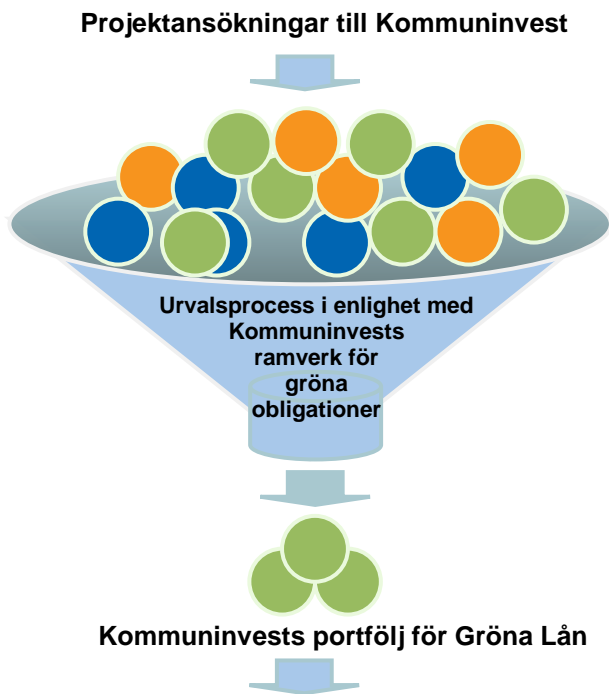 Projektansökningar till Kommuninvest
Urvalsprocess i enlighet med
Kommuninvests
ramverk för
gröna
obligationer
Kommuninvests portfölj för Gröna Lån